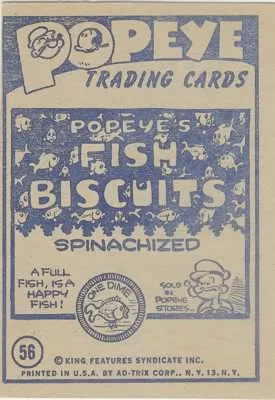 POPEYE
TRADING CARDS
POPEYE'S
FISH
BISCUITS
SPINACHIZED
A FULL
FISH, IS A
HAPPY
FISH!
ONE DIME
SOLD
IN
POPEYE
STORES..
56
© KING FEATURES SYNDICATE INC.
PRINTED IN U.S.A. BY AD-TRIX CORP., N.Y. 13, N.Y.